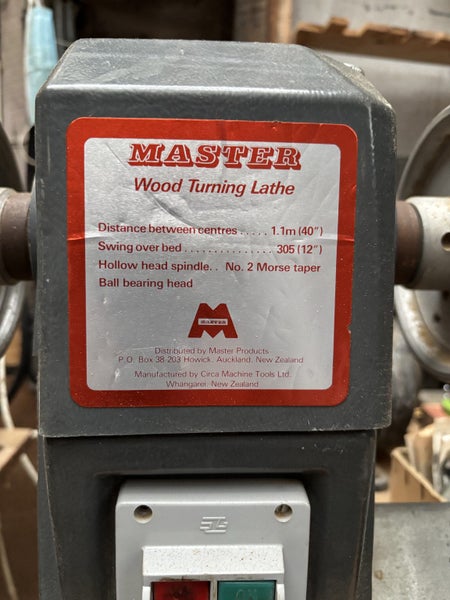 MASTER
Wood Turning Lathe
Distance between centres ..... 1.1m (40")
Swing over bed ............... 305 (12")
Hollow head spindle.. No. 2 Morse taper
Ball bearing head
MASTER
Distributed by Master Products
P.O. Box 38-203 Howick, Auckland, New Zealand
Manufactured by Circa Machine Tools Ltd.
Whangarei, New Zealand
ON